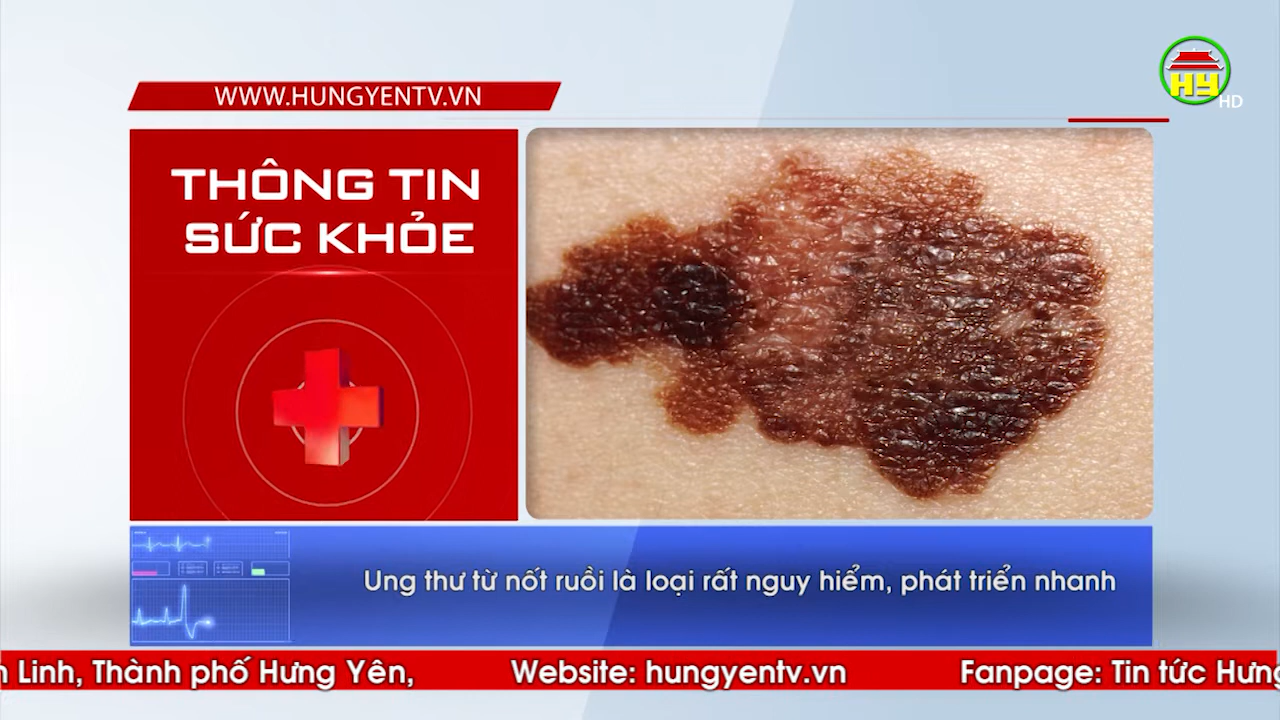 WWW.HUNGYENTV.VN
HY
HD
THÔNG TIN
SỨC KHỎE
Ung thư từ nốt ruồi là loại rất nguy hiểm, phát triển nhanh
Linh, Thành phố Hưng Yên, Website: hungyentv.vn Fanpage: Tin tức Hưng